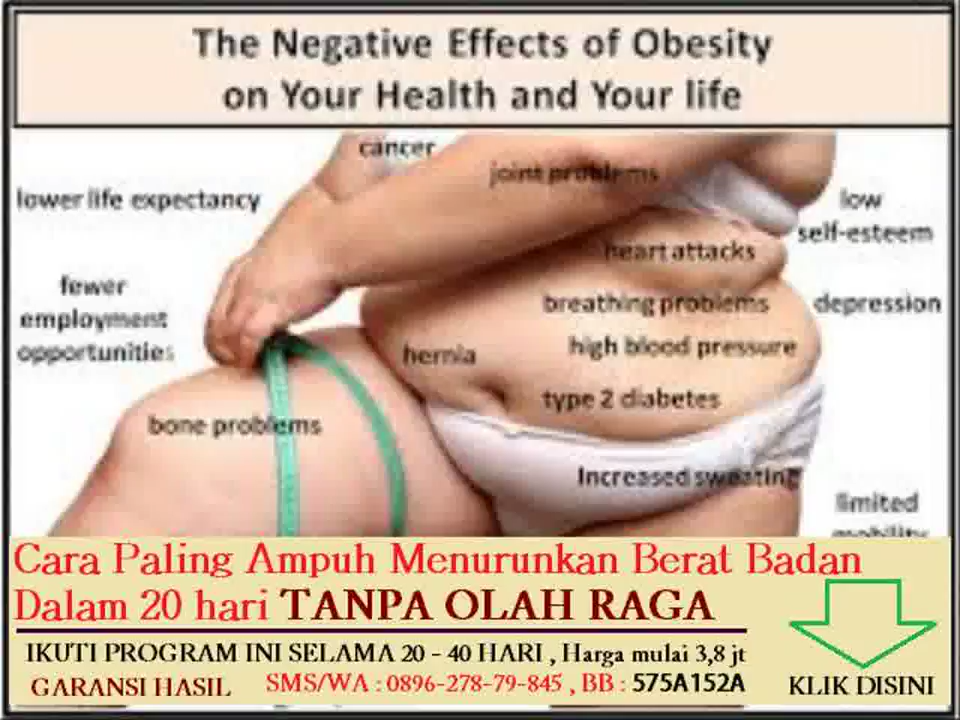 The Negative Effects of Obesity
on Your Health and Your life
cancer
joint problems
lower life expectancy
low
self-esteem
heart attacks
fewer
employment
opportunities
breathing problems
depression
hernia
high blood pressure
type 2 diabetes
bone problems
Increased sweating
limited
mobility
Cara Paling Ampuh Menurunkan Berat Badan
Dalam 20 hari TANPA OLAH RAGA
IKUTI PROGRAM INI SELAMA 20 - 40 HARI , Harga mulai 3,8 jt
GARANSI HASIL SMS/WA : 0896-278-79-845 , BB : 575A152A
KLIK DISINI